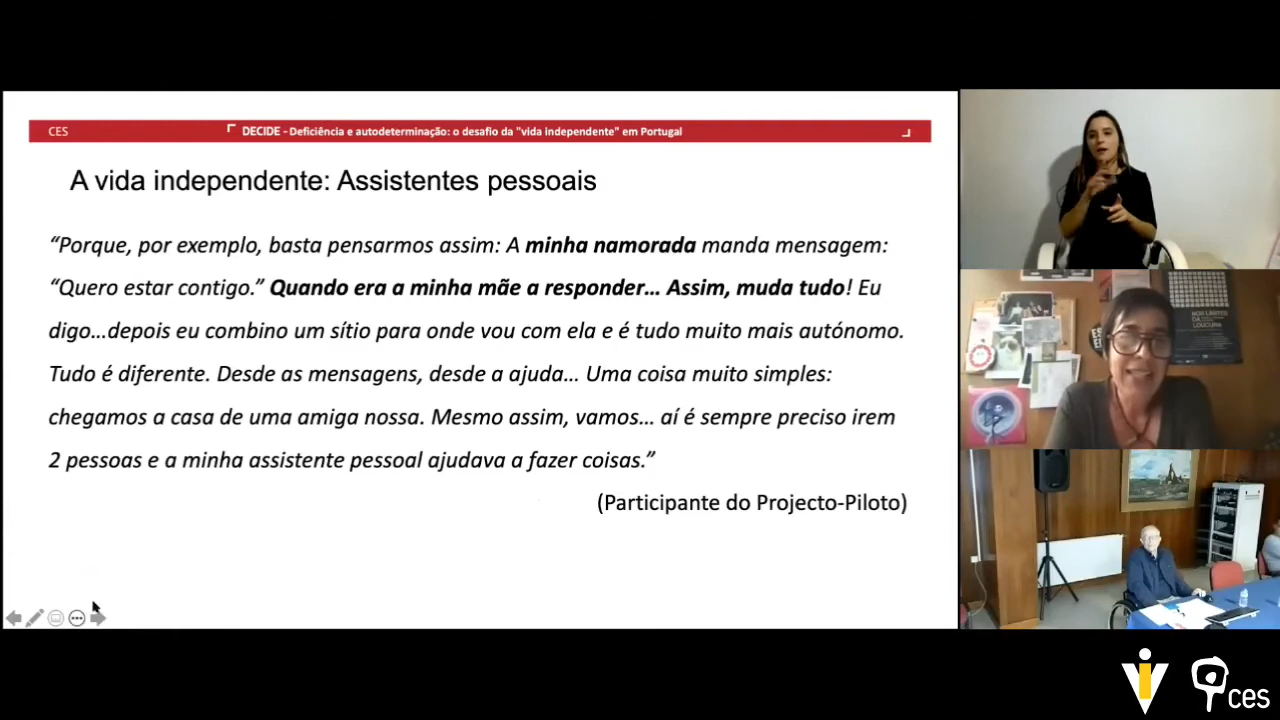 CES
DECIDE - Deficiência e autodeterminação: o desafio da "vida independente" em Portugal
A vida independente: Assistentes pessoais
“Porque, por exemplo, basta pensarmos assim: A minha namorada manda mensagem:
“Quero estar contigo.” Quando era a minha mãe a responder... Assim, muda tudo! Eu
digo...depois eu combino um sítio para onde vou com ela e é tudo muito mais autónomo.
Tudo é diferente. Desde as mensagens, desde a ajuda... Uma coisa muito simples:
chegamos a casa de uma amiga nossa. Mesmo assim, vamos... aí é sempre preciso irem
2 pessoas e a minha assistente pessoal ajudava a fazer coisas.”
(Participante do Projecto-Piloto)
NOS LIMITES
DA
LOUCURA
ces